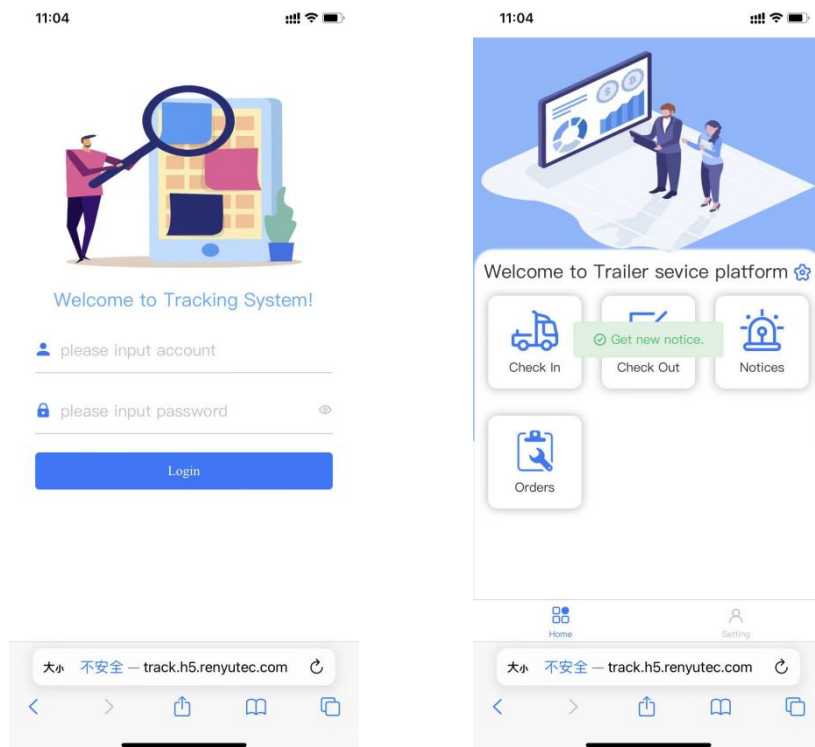 11:04
Welcome to Tracking System!
please input account
please input password
Login
大小 不安全 — track.h5.renyutec.com
11:04
Welcome to Trailer sevice platform
Get new notice.
Check In
Check Out
Notices
Orders
Home
Setting
大小 不安全 — track.h5.renyutec.com